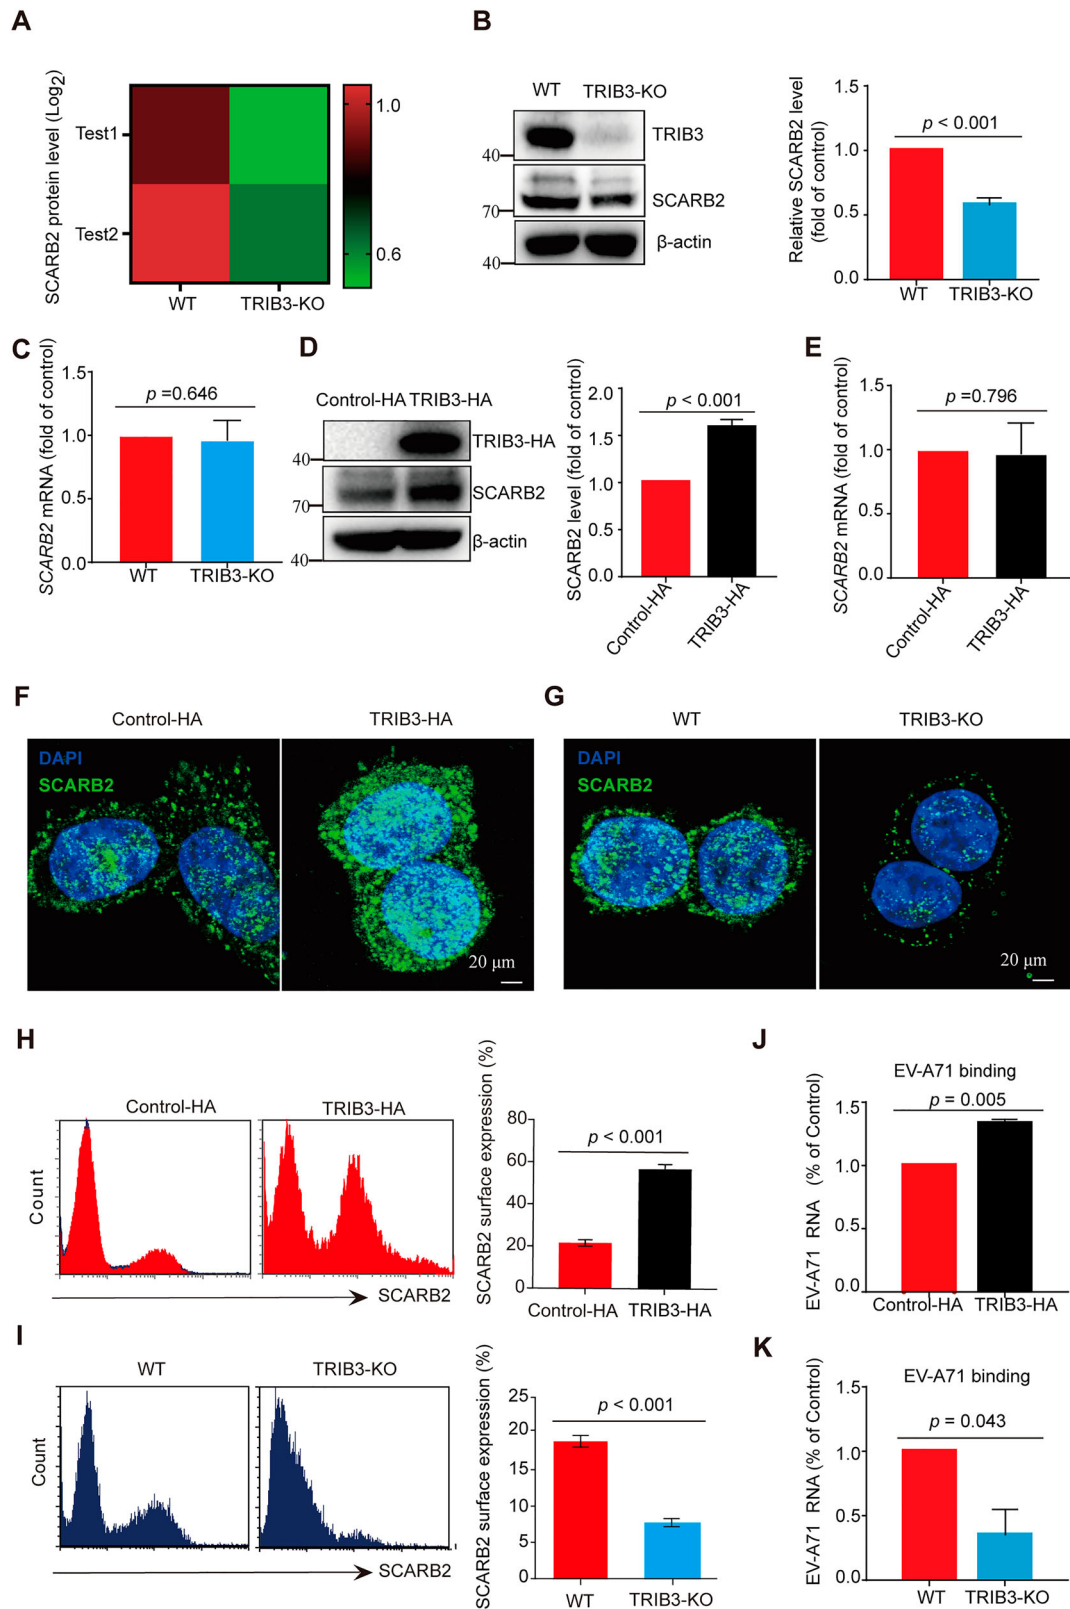 A
SCARB2 protein level (Log2)
Test1
Test2
WT
TRIB3-KO
1.0
0.6
B
WT
TRIB3-KO
TRIB3
40
SCARB2
70
β-actin
40
Relative SCARB2 level
(fold of control)
1.5
1.0
0.5
0.0
p < 0.001
WT
TRIB3-KO
C
SCARB2 mRNA (fold of control)
1.5
1.0
0.5
0.0
p =0.646
WT
TRIB3-KO
D
Control-HA TRIB3-HA
TRIB3-HA
40
SCARB2
70
β-actin
40
SCARB2 level (fold of control)
2.0
1.5
1.0
0.5
0.0
p < 0.001
Control-HA
TRIB3-HA
E
SCARB2 mRNA (fold of control)
1.5
1.0
0.5
0.0
p =0.796
Control-HA
TRIB3-HA
F
Control-HA
TRIB3-HA
DAPI
SCARB2
20 μm
G
WT
TRIB3-KO
DAPI
SCARB2
20 μm
H
Control-HA
TRIB3-HA
Count
SCARB2
SCARB2 surface expression (%)
80
60
40
20
0
p < 0.001
Control-HA
TRIB3-HA
I
WT
TRIB3-KO
Count
SCARB2
SCARB2 surface expression (%)
25
20
15
10
5
0
p < 0.001
WT
TRIB3-KO
J
EV-A71 binding
EV-A71 RNA (% of Control)
1.5
1.0
0.5
0.0
p = 0.005
Control-HA
TRIB3-HA
K
EV-A71 binding
EV-A71 RNA (% of Control)
1.5
1.0
0.5
0.0
p = 0.043
WT
TRIB3-KO